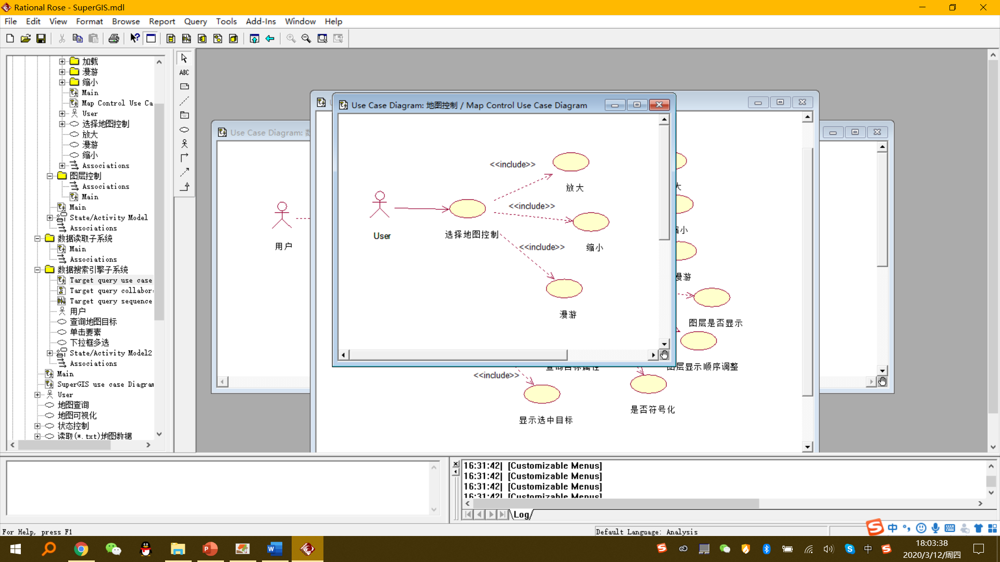 Rational Rose - SuperGIS.mdl
File Edit View Format Browse Report Query Tools Add-Ins Window Help
加载
漫游
缩小
Main
Map Control Use Ca
User
选择地图控制
放大
漫游
缩小
Associations
图层控制
Associations
Main
Main
State/Activity Model
Associations
数据读取子系统
Main
Associations
数据搜索引擎子系统
Target query use case
Target query collabor
Target query sequence
用户
查询地图目标
单击要素
下拉框多选
State/Activity Model2
Associations
Main
SuperGIS use case Diagram
User
地图查询
地图可视化
状态控制
读取(*.txt)地图数据
ABC
Use Case Diagram:
用户
Use Case Diagram: 地图控制 / Map Control Use Case Diagram
<<include>>
放大
<<include>>
User
选择地图控制
<<include>>
缩小
漫游
大
缩小
漫游
图层是否显示
查询目标属性
图层显示顺序调整
<<include>>
是否符号化
显示选中目标
16:31:42| [Customizable Menus]
16:31:42| [Customizable Menus]
16:31:42| [Customizable Menus]
16:31:42| [Customizable Menus]
Log
For Help, press F1
Default Language: Analysis
中
中
18:03:38
2020/3/12/周四